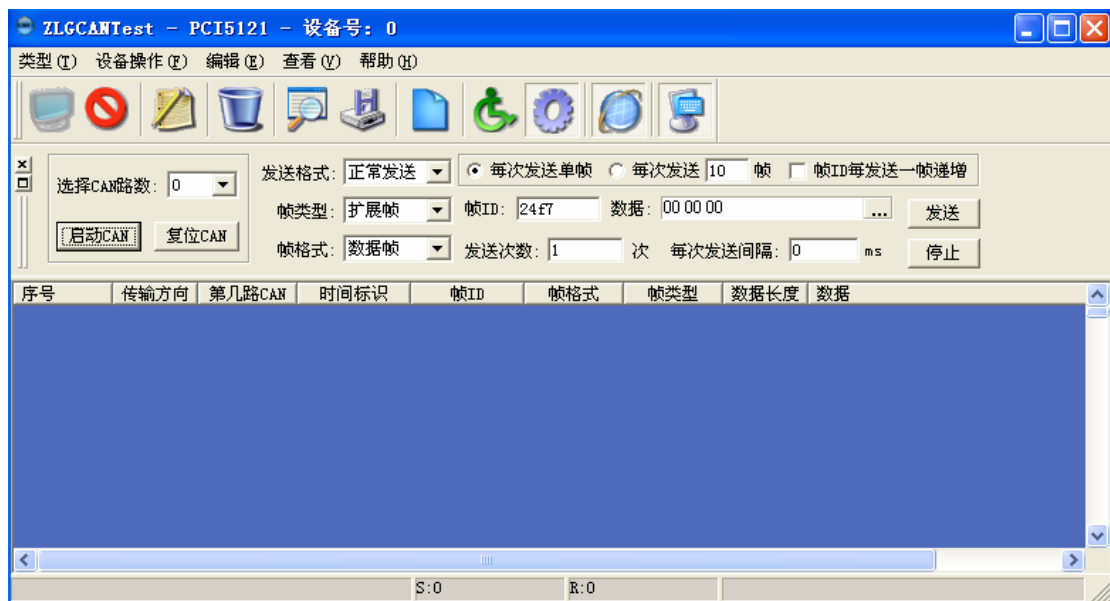 ZLGCANTest - PCI5121 - 设备号: 0
类型(T) 设备操作(F) 编辑(E) 查看(V) 帮助(H)
选择CAN路数: 0
启动CAN 复位CAN
发送格式: 正常发送 每次发送单帧 每次发送 10 帧 帧ID每发送一帧递增
帧类型: 扩展帧 帧ID: 24f7 数据: 00 00 00 ... 发送
帧格式: 数据帧 发送次数: 1 次 每次发送间隔: 0 ms 停止
序号 传输方向 第几路CAN 时间标识 帧ID 帧格式 帧类型 数据长度 数据
S:0 R:0